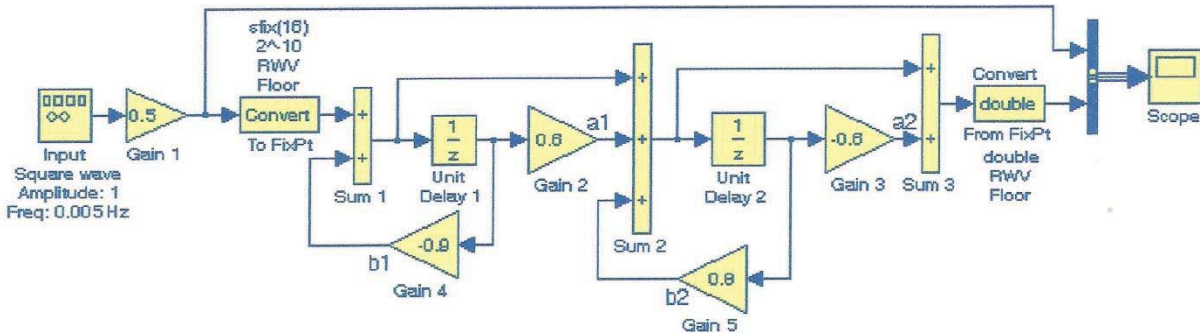 sfix(16)
2^-10
RWV
Floor
Convert
To FixPt
0.5
Gain 1
Input
Square wave
Amplitude: 1
Freq: 0.005 Hz
+
+
Sum 1
1
z
Unit
Delay 1
-0.9
b1
Gain 4
0.6
a1
Gain 2
+
+
+
Sum 2
1
z
Unit
Delay 2
0.8
b2
Gain 5
-0.6
a2
Gain 3
+
+
Sum 3
Convert
double
From FixPt
double
RWV
Floor
Scope